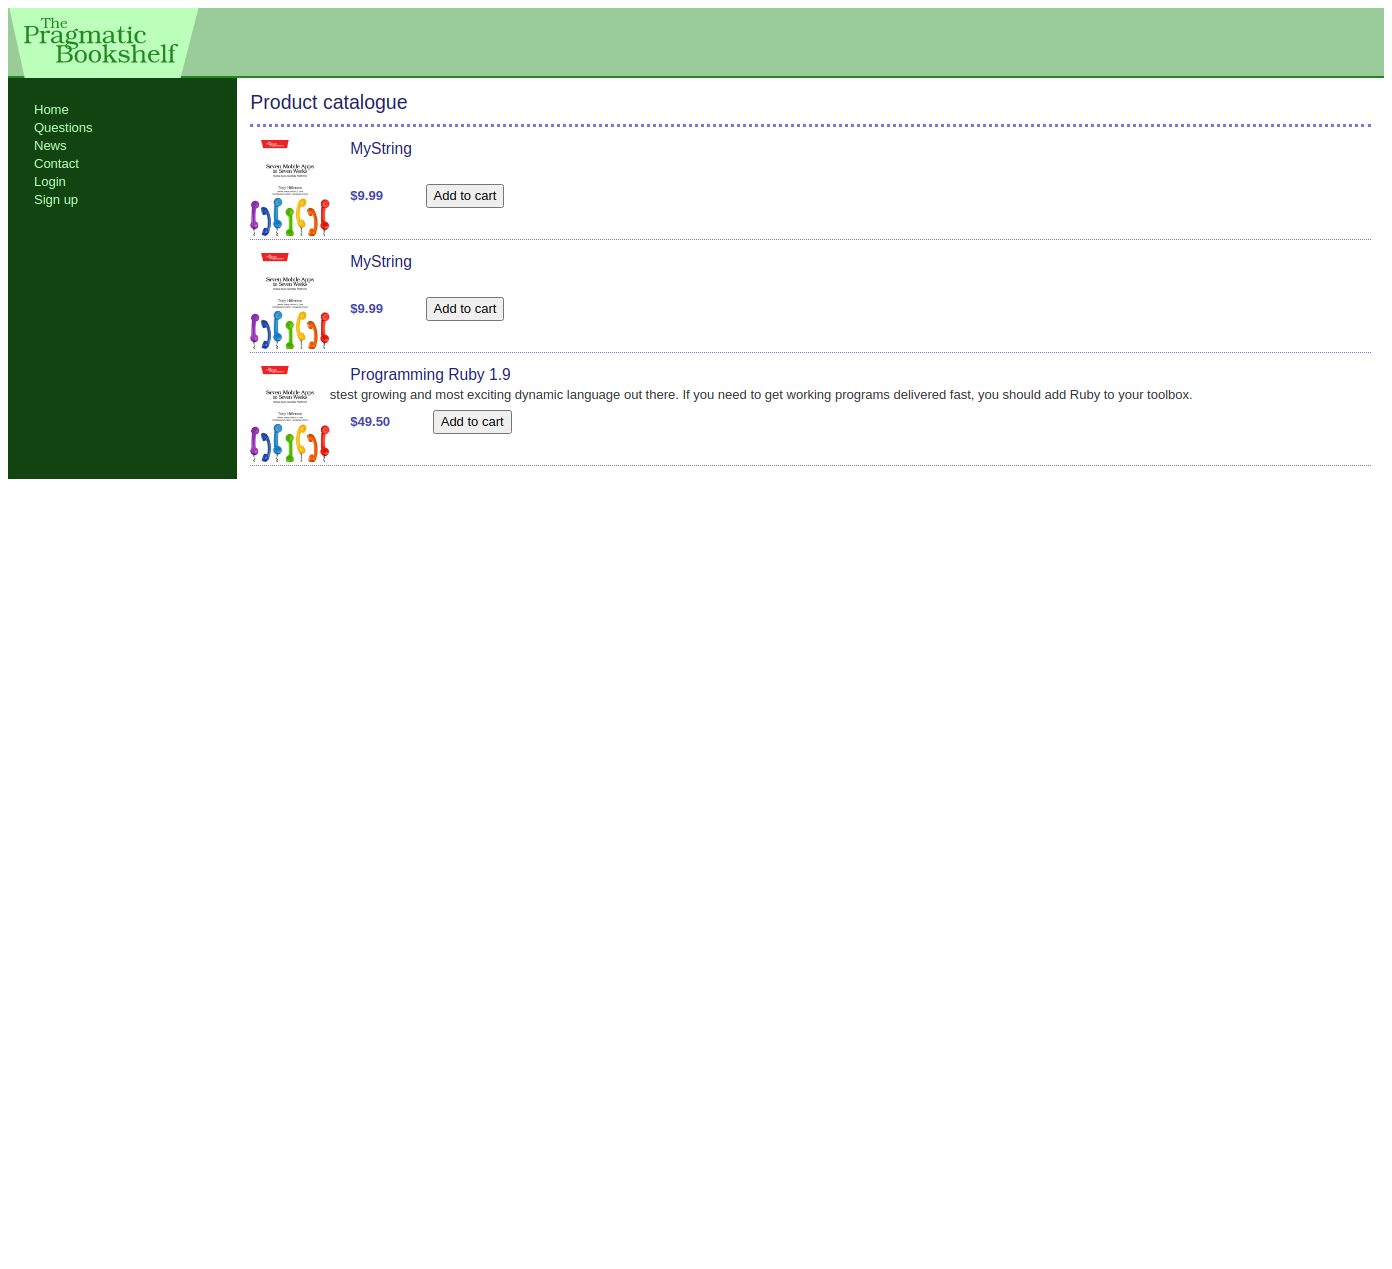 The
Pragmatic
Bookshelf
Home
Questions
News
Contact
Login
Sign up
Product catalogue
MyString
Seven Mobile Apps
in Seven Weeks
$9.99 Add to cart
MyString
Seven Mobile Apps
in Seven Weeks
$9.99 Add to cart
Programming Ruby 1.9
Seven Mobile Apps
in Seven Weeks
stest growing and most exciting dynamic language out there. If you need to get working programs delivered fast, you should add Ruby to your toolbox.
$49.50 Add to cart